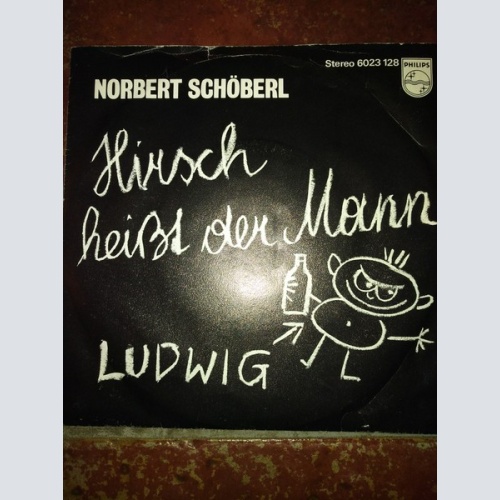 Stereo 6023 128
PHILIPS
NORBERT SCHÖBERL
Hirsch
heißt der Mann
LUDWIG